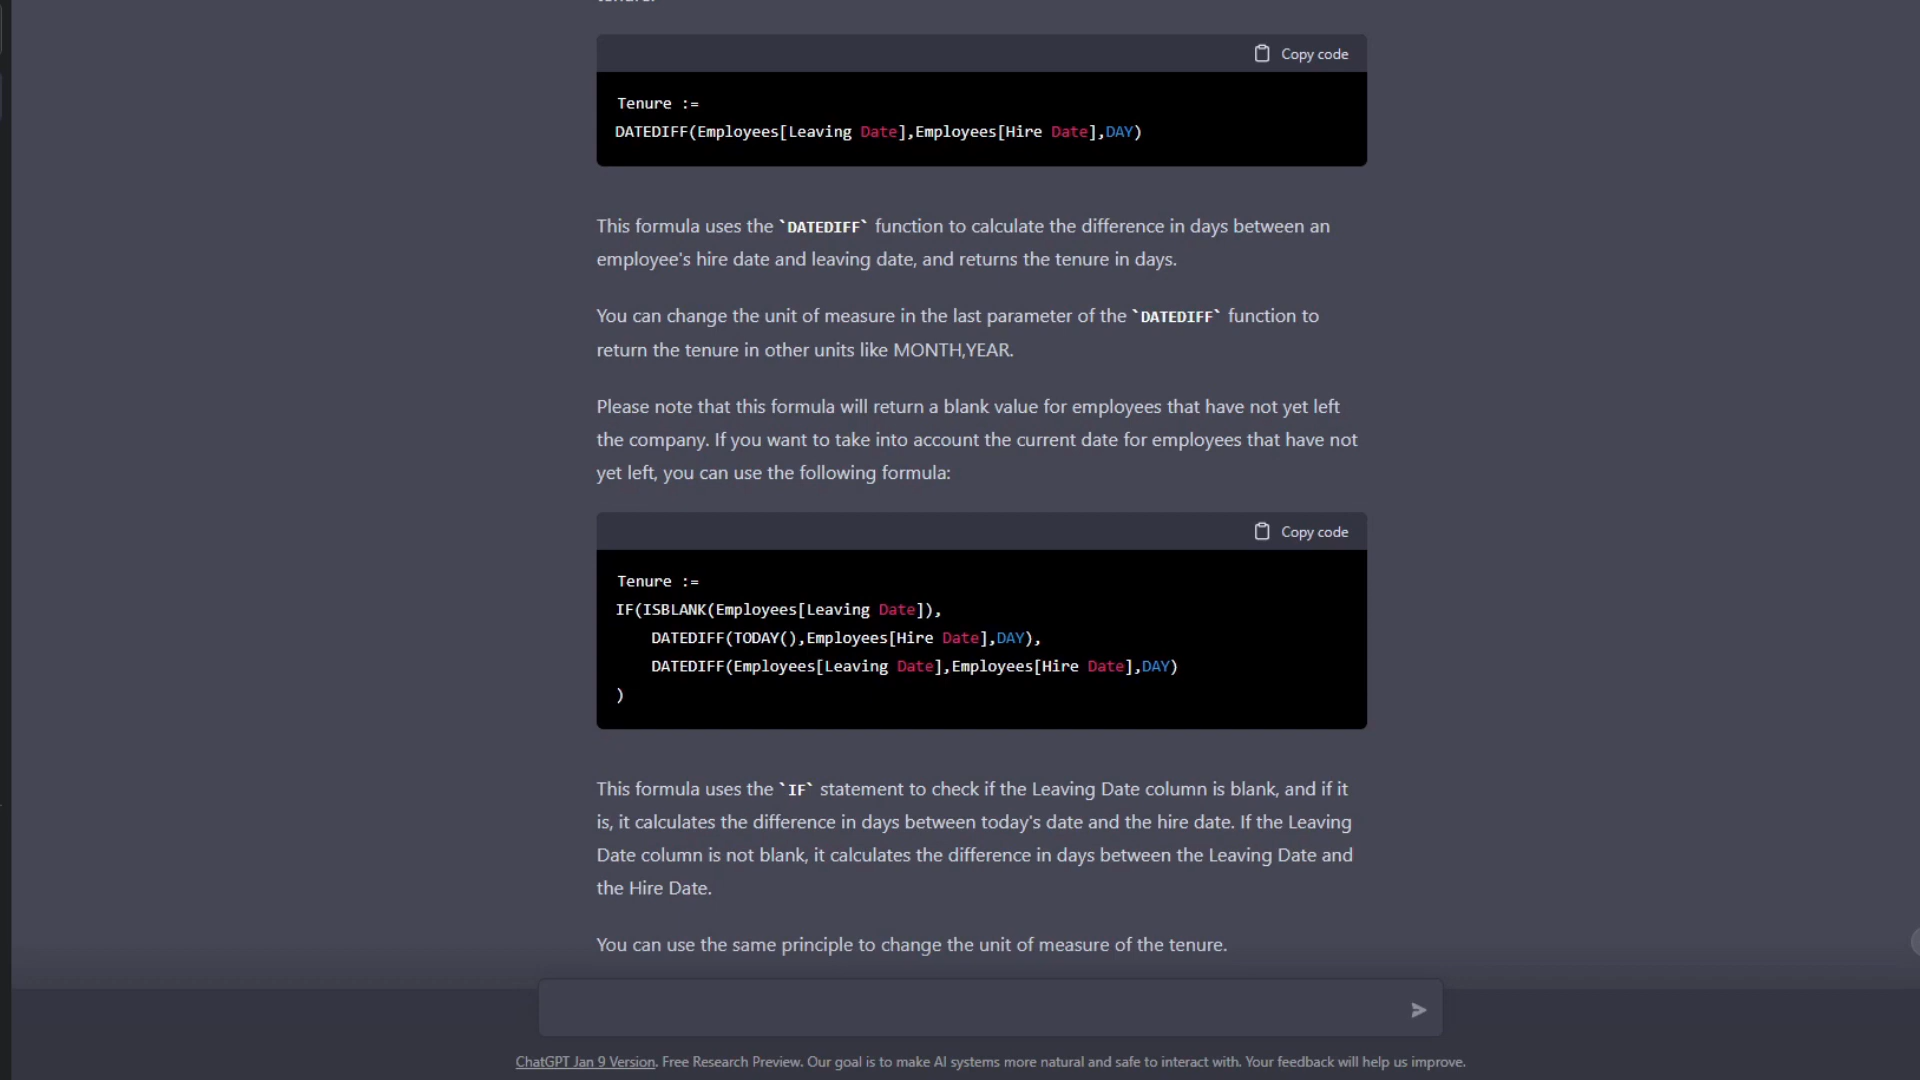 tenure.
Copy code
Tenure :=
DATEDIFF(Employees[Leaving Date],Employees[Hire Date],DAY)
This formula uses the `DATEDIFF` function to calculate the difference in days between an
employee's hire date and leaving date, and returns the tenure in days.
You can change the unit of measure in the last parameter of the `DATEDIFF` function to
return the tenure in other units like MONTH,YEAR.
Please note that this formula will return a blank value for employees that have not yet left
the company. If you want to take into account the current date for employees that have not
yet left, you can use the following formula:
Copy code
Tenure :=
IF(ISBLANK(Employees[Leaving Date]),
    DATEDIFF(TODAY(),Employees[Hire Date],DAY),
    DATEDIFF(Employees[Leaving Date],Employees[Hire Date],DAY)
)
This formula uses the `IF` statement to check if the Leaving Date column is blank, and if it
is, it calculates the difference in days between today's date and the hire date. If the Leaving
Date column is not blank, it calculates the difference in days between the Leaving Date and
the Hire Date.
You can use the same principle to change the unit of measure of the tenure.
ChatGPT Jan 9 Version. Free Research Preview. Our goal is to make AI systems more natural and safe to interact with. Your feedback will help us improve.